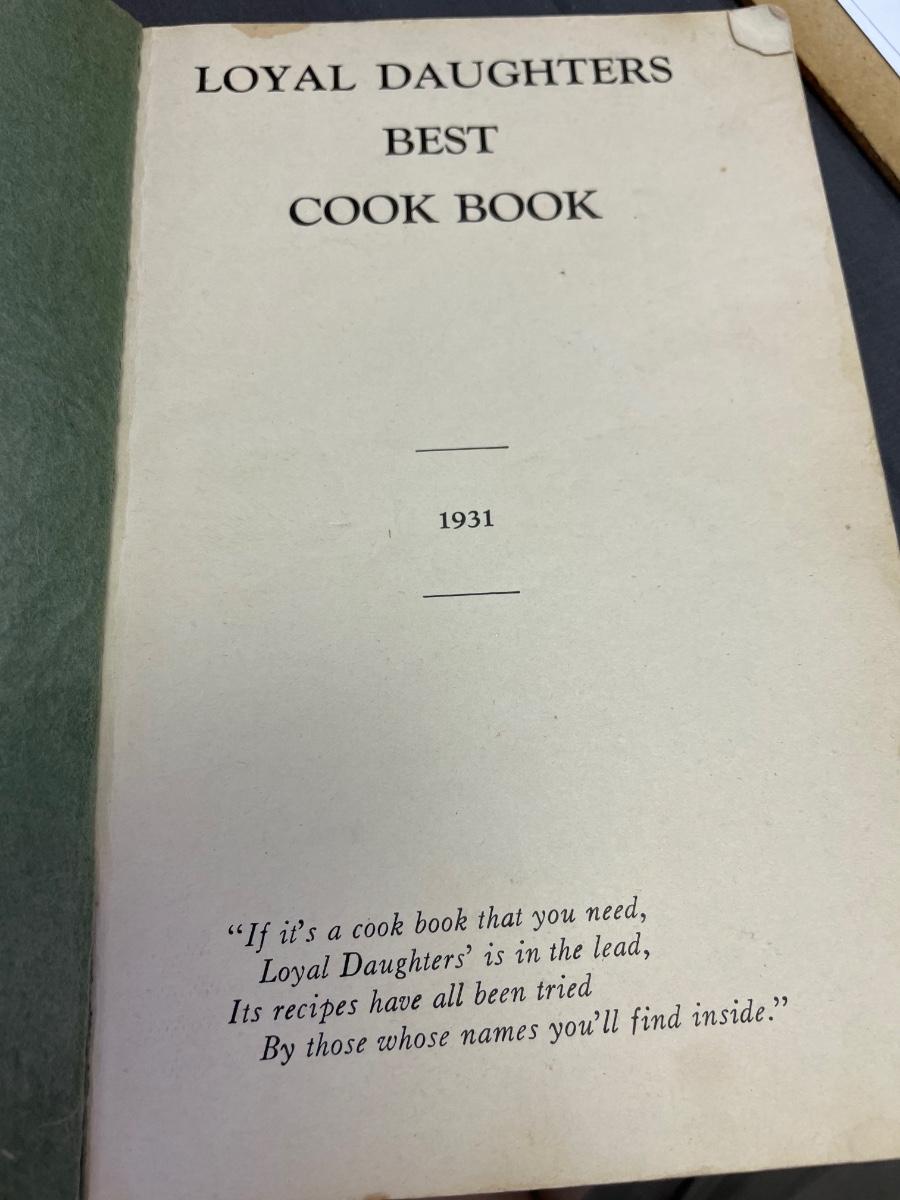 LOYAL DAUGHTERS
BEST
COOK BOOK
1931
“If it’s a cook book that you need,
Loyal Daughters’ is in the lead,
Its recipes have all been tried
By those whose names you’ll find inside.”